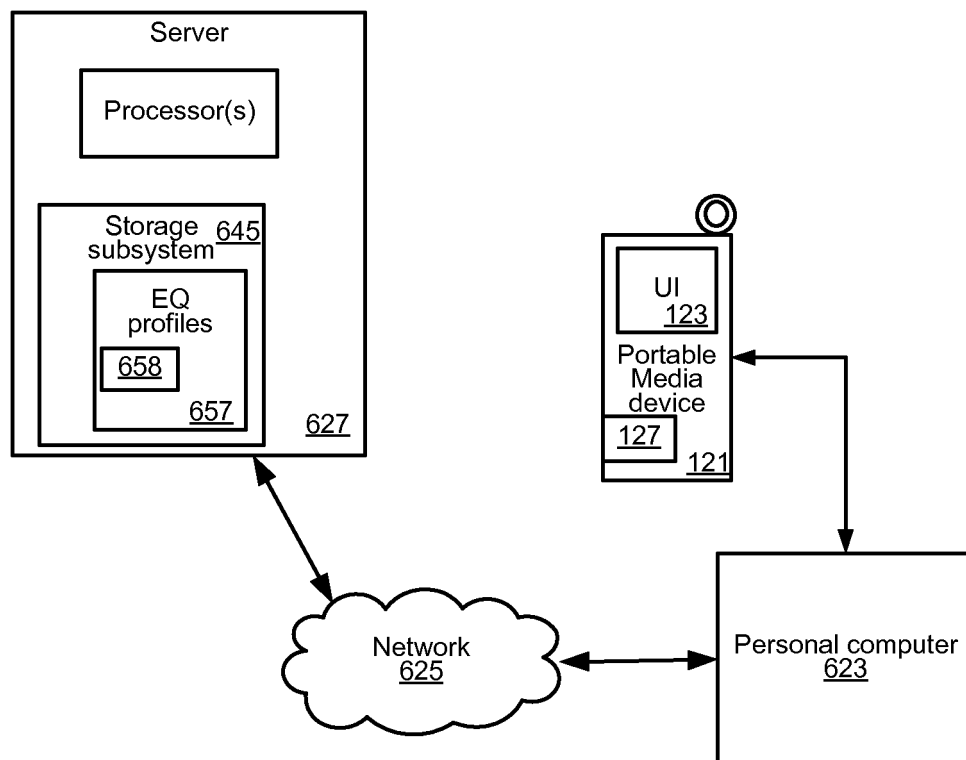 Server
Processor(s)
Storage
subsystem 645
EQ
profiles
658
657
627
UI
123
Portable
Media
device
127
121
Network
625
Personal computer
623